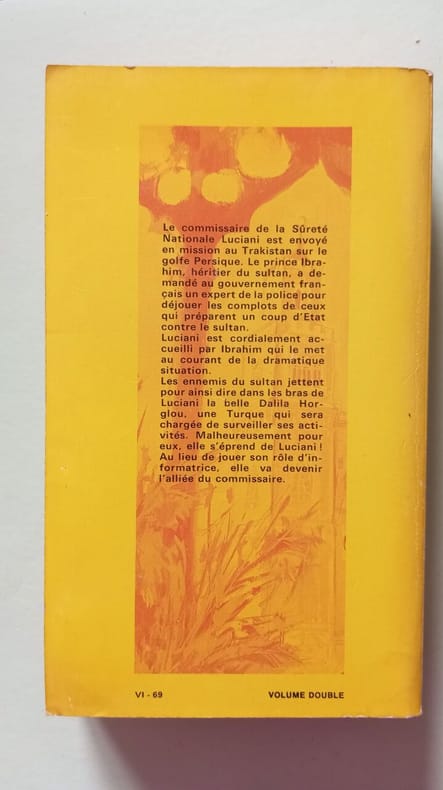 Le commissaire de la Sûreté
Nationale Luciani est envoyé
en mission au Trakistan sur le
golfe Persique. Le prince Ibra-
him, héritier du sultan, a de-
mandé au gouvernement fran-
çais un expert de la police pour
déjouer les complots de ceux
qui préparent un coup d'Etat
contre le sultan.
Luciani est cordialement ac-
cueilli par Ibrahim qui le met
au courant de la dramatique
situation.
Les ennemis du sultan jettent
pour ainsi dire dans les bras de
Luciani la belle Dalila Hor-
glou, une Turque qui sera
chargée de surveiller ses acti-
vités. Malheureusement pour
eux, elle s'éprend de Luciani !
Au lieu de jouer son rôle d'in-
formatrice, elle va devenir
l'alliée du commissaire.
VI - 69 VOLUME DOUBLE